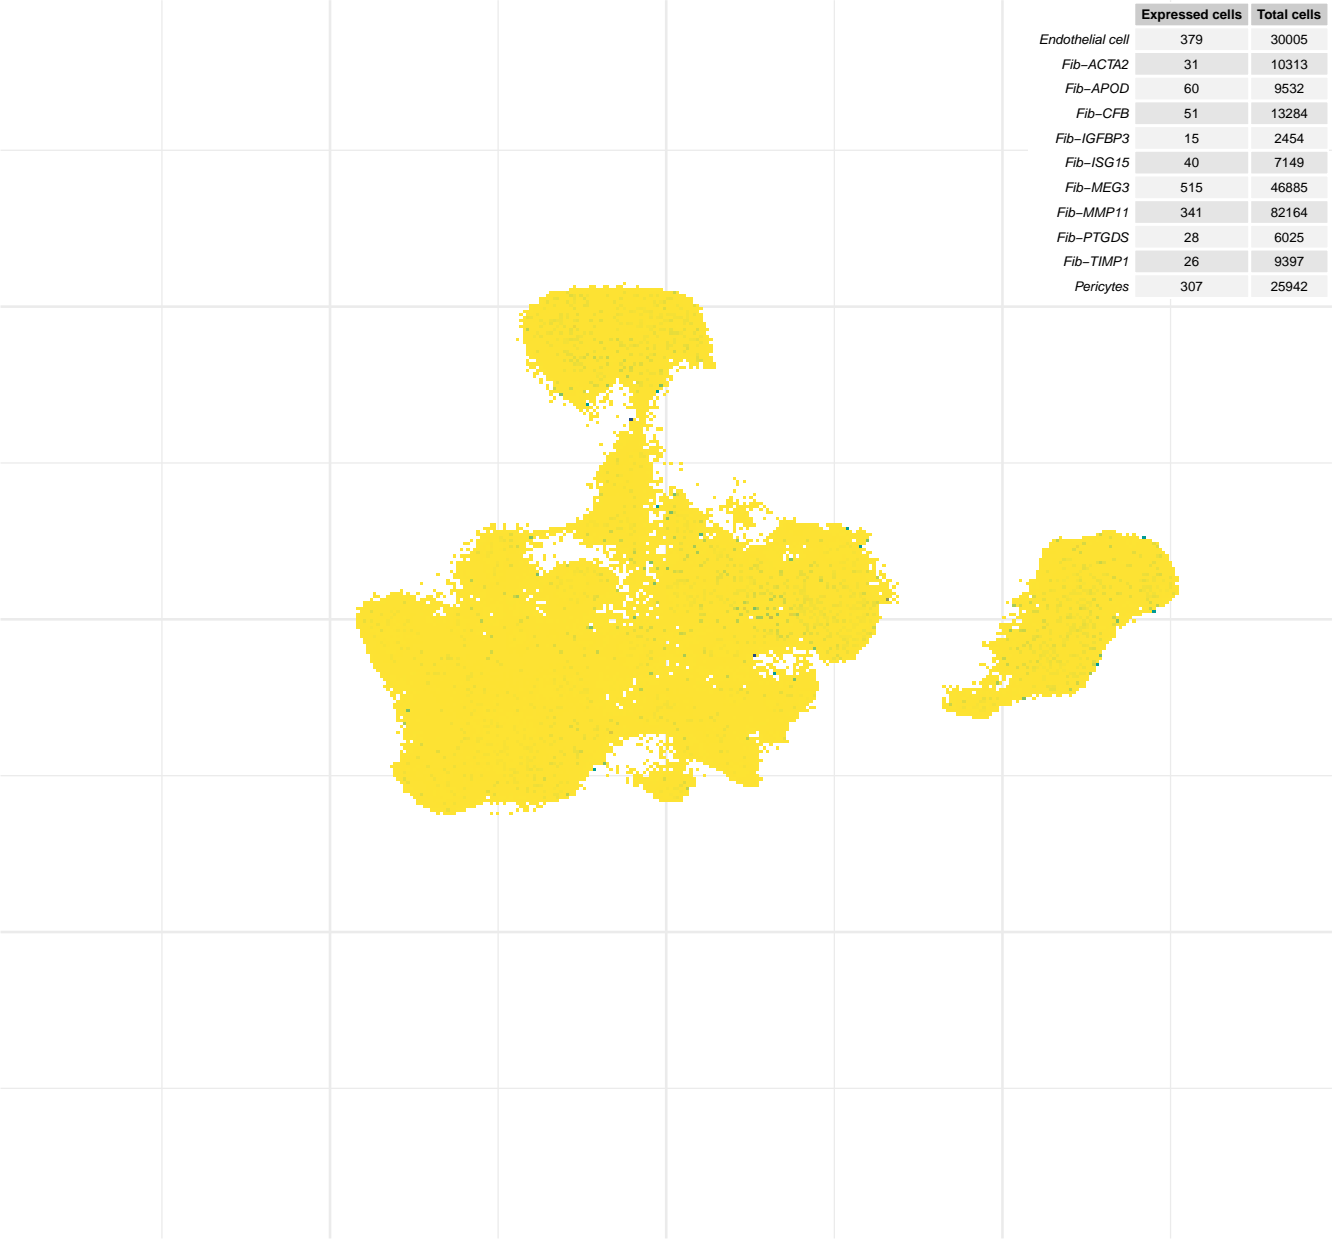 Expressed cells Total cells
Endothelial cell 379 30005
Fib−ACTA2 31 10313
Fib−APOD 60 9532
Fib−CFB 51 13284
Fib−IGFBP3 15 2454
Fib−ISG15 40 7149
Fib−MEG3 515 46885
Fib−MMP11 341 82164
Fib−PTGDS 28 6025
Fib−TIMP1 26 9397
Pericytes 307 25942